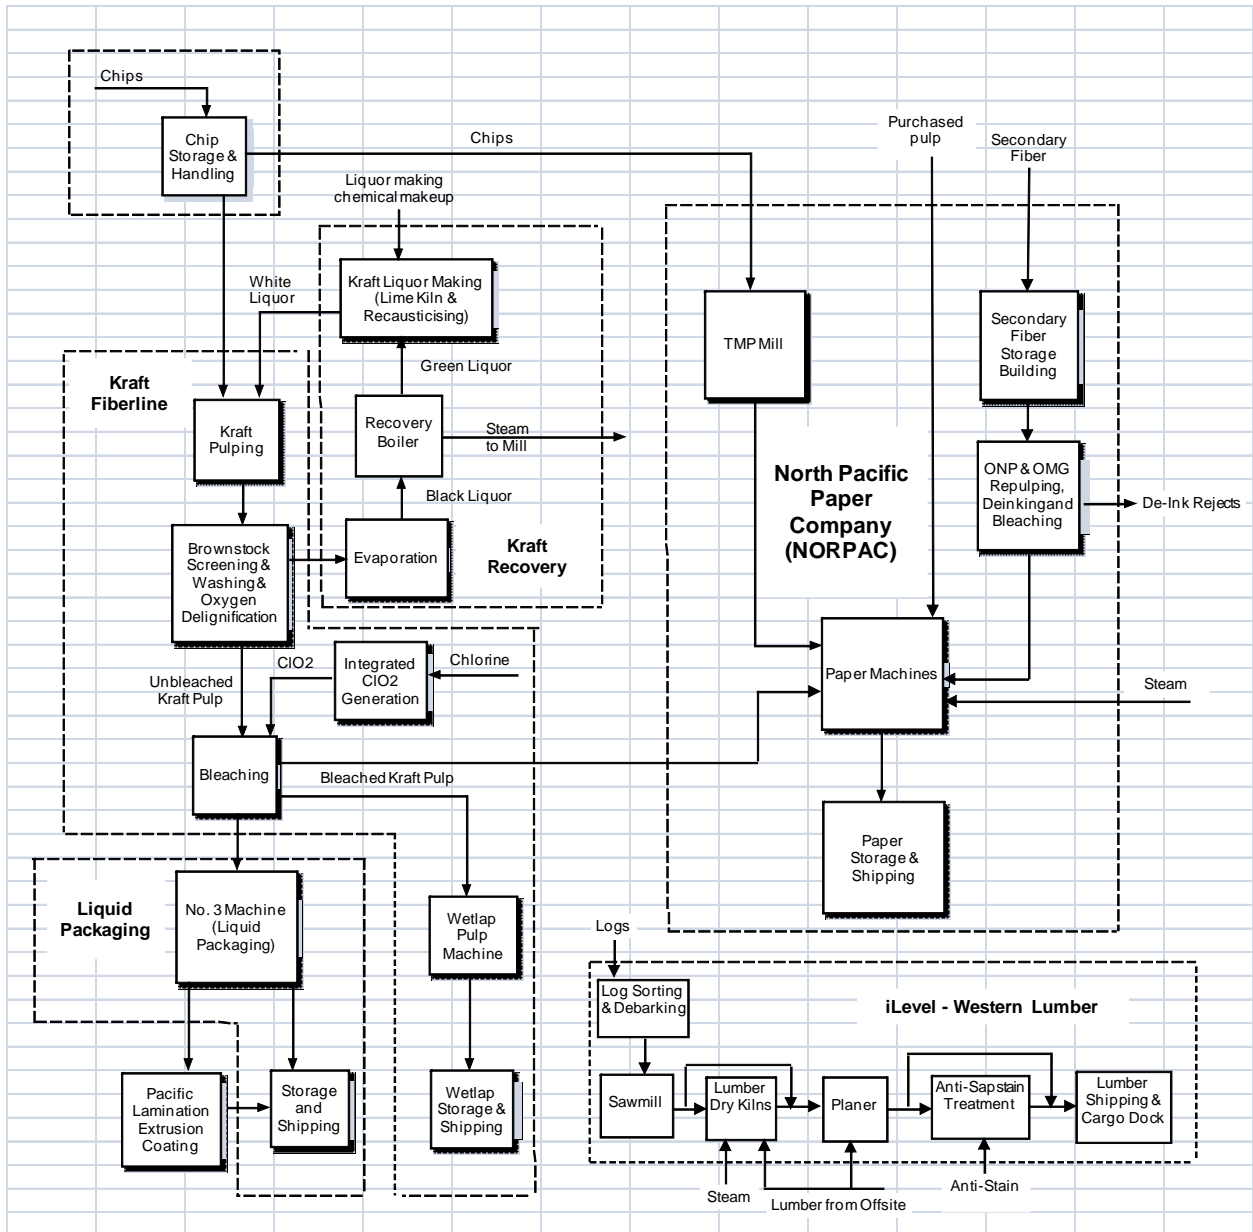 Chips
Chip
Storage &
Handling
Chips
Purchased
pulp
Secondary
Fiber
Liquor making
chemical makeup
White
Liquor
Kraft Liquor Making
(Lime Kiln &
Recausticising)
Green Liquor
Kraft
Fiberline
Kraft
Pulping
Recovery
Boiler
Steam
to Mill
Black Liquor
Brownstock
Screening &
Washing &
Oxygen
Delignification
Evaporation
Kraft
Recovery
TMP Mill
Secondary
Fiber
Storage
Building
North Pacific
Paper
Company
(NORPAC)
ONP & OMG
Repulping,
Deinking and
Bleaching
De-Ink Rejects
ClO2
Integrated
ClO2
Generation
Chlorine
Unbleached
Kraft Pulp
Paper Machines
Steam
Bleaching
Bleached Kraft Pulp
Paper
Storage &
Shipping
Liquid
Packaging
No. 3 Machine
(Liquid
Packaging)
Wetlap
Pulp
Machine
Pacific
Lamination
Extrusion
Coating
Storage
and
Shipping
Wetlap
Storage &
Shipping
Logs
Log Sorting
& Debarking
iLevel - Western Lumber
Sawmill
Lumber
Dry Kilns
Planer
Anti-Sapstain
Treatment
Lumber
Shipping &
Cargo Dock
Steam
Lumber from Offsite
Anti-Stain